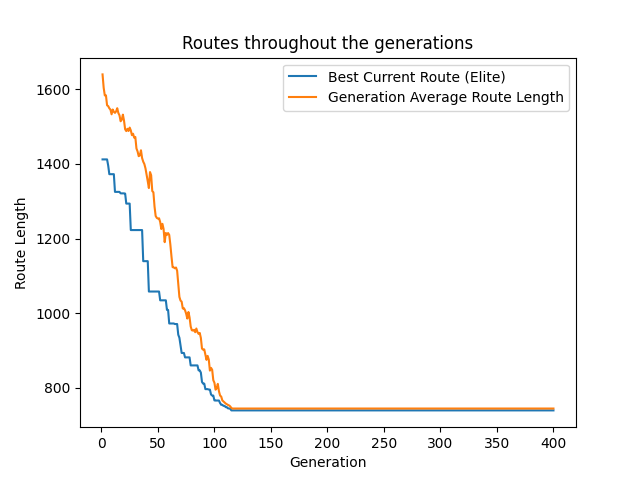 Routes throughout the generations
Best Current Route (Elite)
Generation Average Route Length
Route Length
1600
1400
1200
1000
800
0 50 100 150 200 250 300 350 400
Generation